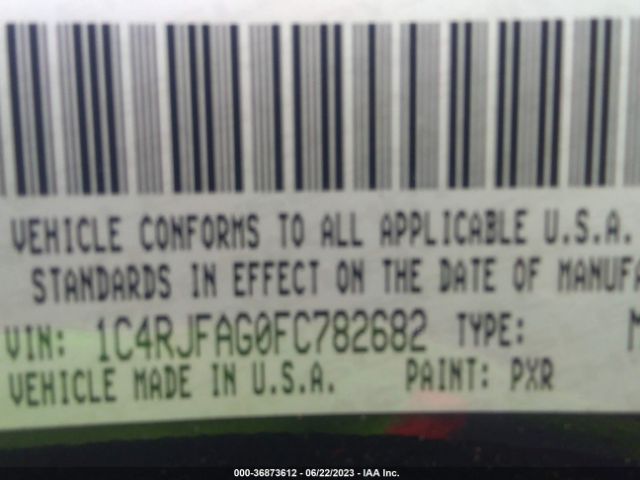 VEHICLE CONFORMS TO ALL APPLICABLE U.S.A.
STANDARDS IN EFFECT ON THE DATE OF MANUFA
VIN: 1C4RJFAG0FC782682 TYPE: M
VEHICLE MADE IN U.S.A. PAINT: PXR
000-36873612 - 06/22/2023 - IAA Inc.